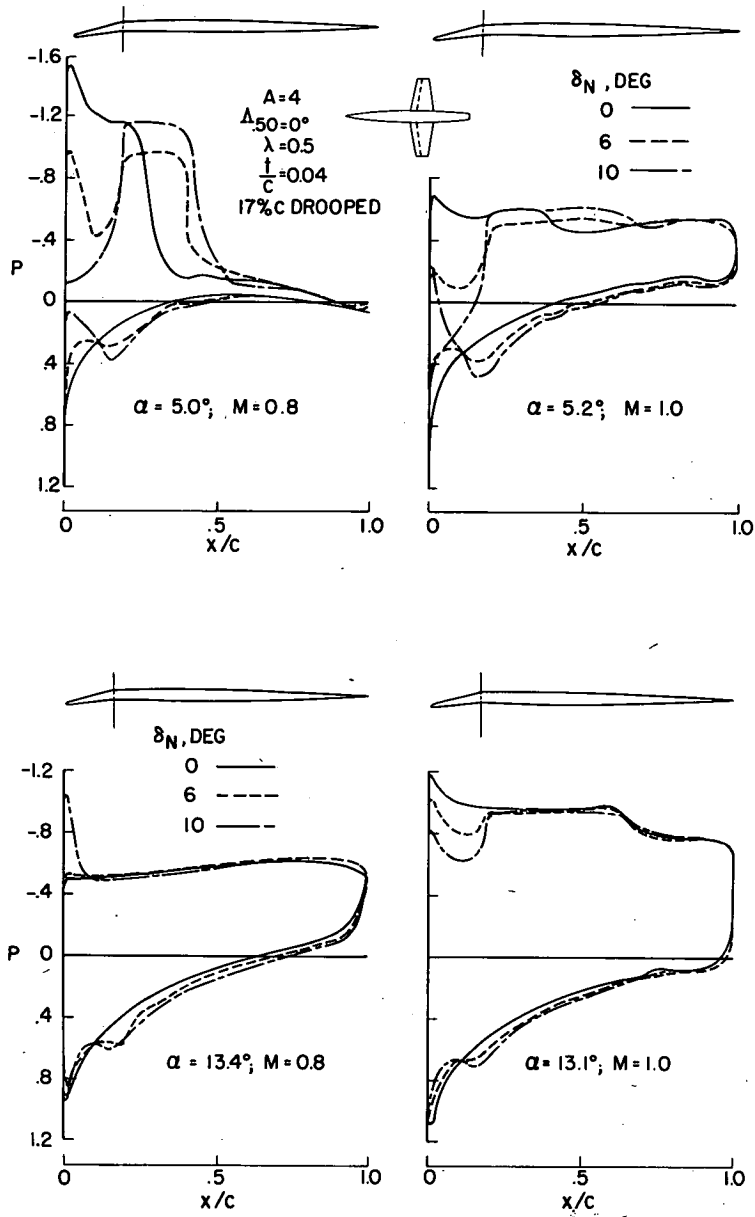 A=4
Λ.50=0°
λ=0.5
t/c=0.04
17%C DROOPED
-1.6
-1.2
-.8
-.4
P
0
.4
.8
1.2
α=5.0°; M=0.8
0
.5
1.0
x/c
δN, DEG
0
6
10
α=5.2°; M=1.0
0
.5
1.0
x/c
δN, DEG
0
6
10
-1.2
-.8
-.4
P
0
.4
.8
1.2
α=13.4°; M=0.8
0
.5
1.0
x/c
α=13.1°; M=1.0
0
.5
1.0
x/c